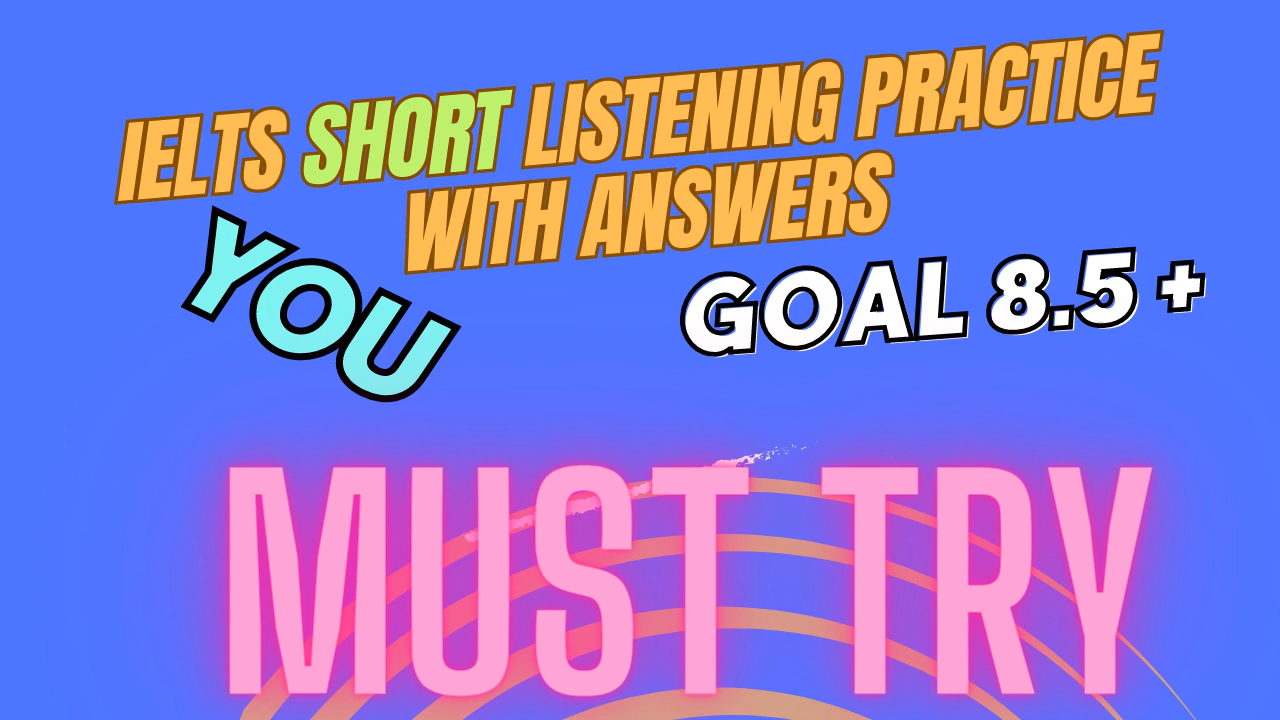 IELTS SHORT LISTENING PRACTICE
WITH ANSWERS
YOU
GOAL 8.5 +
MUST TRY